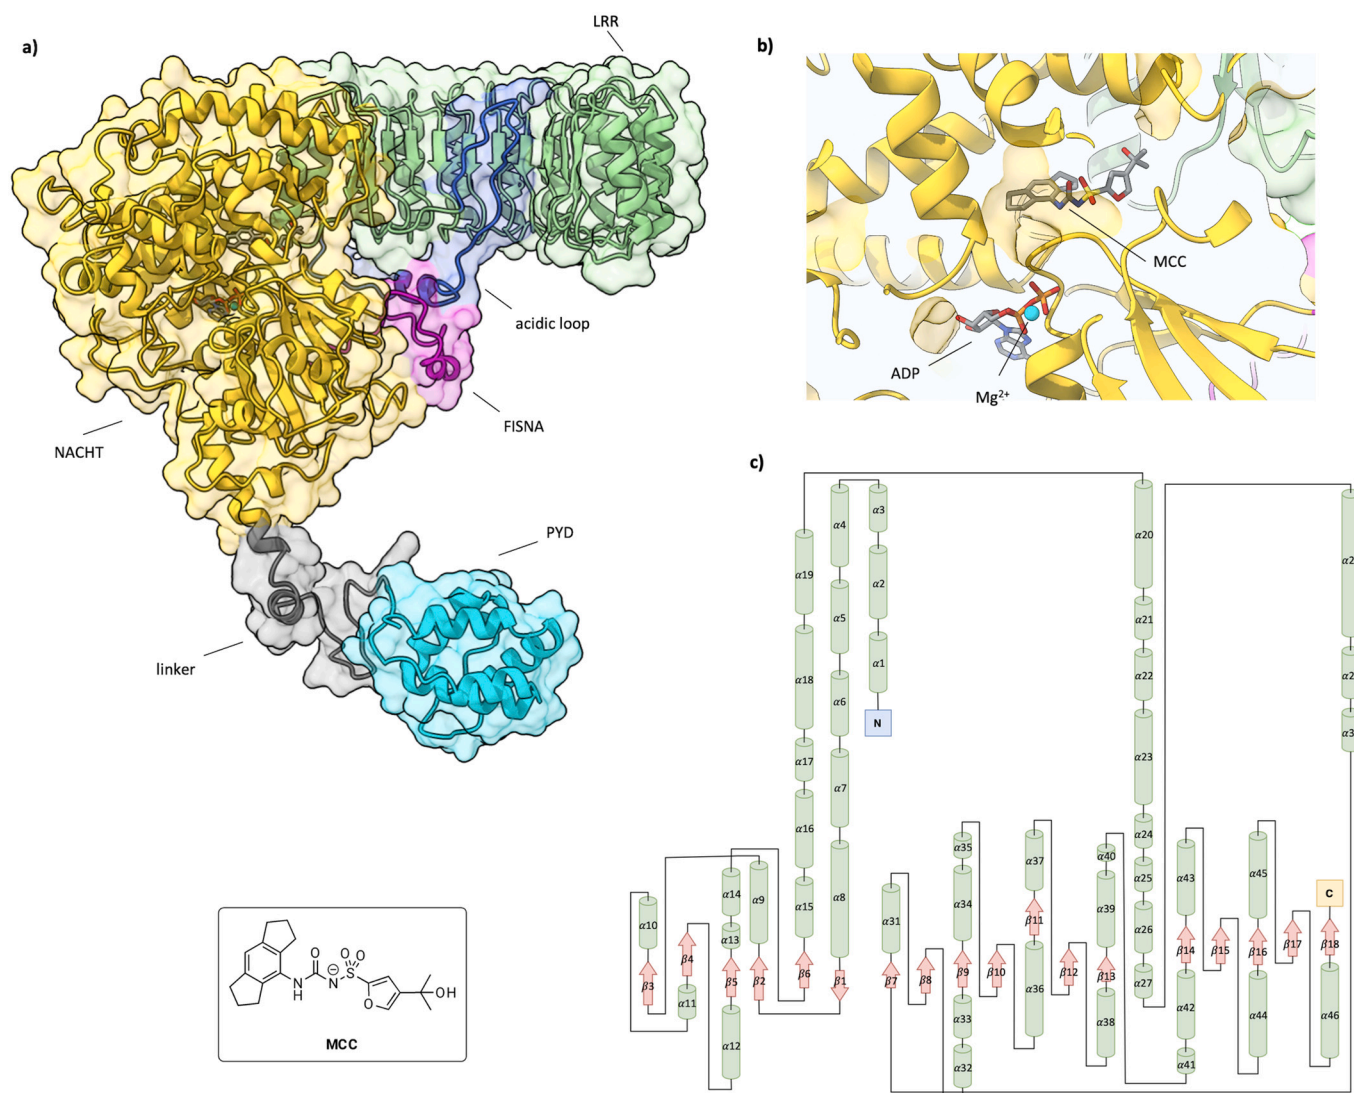 a)
LRR
acidic loop
FISNA
NACHT
PYD
linker
b)
MCC
ADP
Mg²⁺
c)
α4
α3
α20
α19
α2
α5
α21
α1
α18
α22
α6
N
α17
α23
α7
α16
α35
α37
α24
α40
α43
α45
α14
α9
α8
α25
α10
α15
α31
α34
α39
C
α13
β11
α26
β4
β14
β15
β16
β17
β18
β3
β5
β2
β6
β1
β7
β8
β9
β10
α36
β12
β13
α27
α11
α33
α38
α42
α44
α46
α12
α32
α41
O
O O
S
⊖
N
H
N
O
OH
MCC